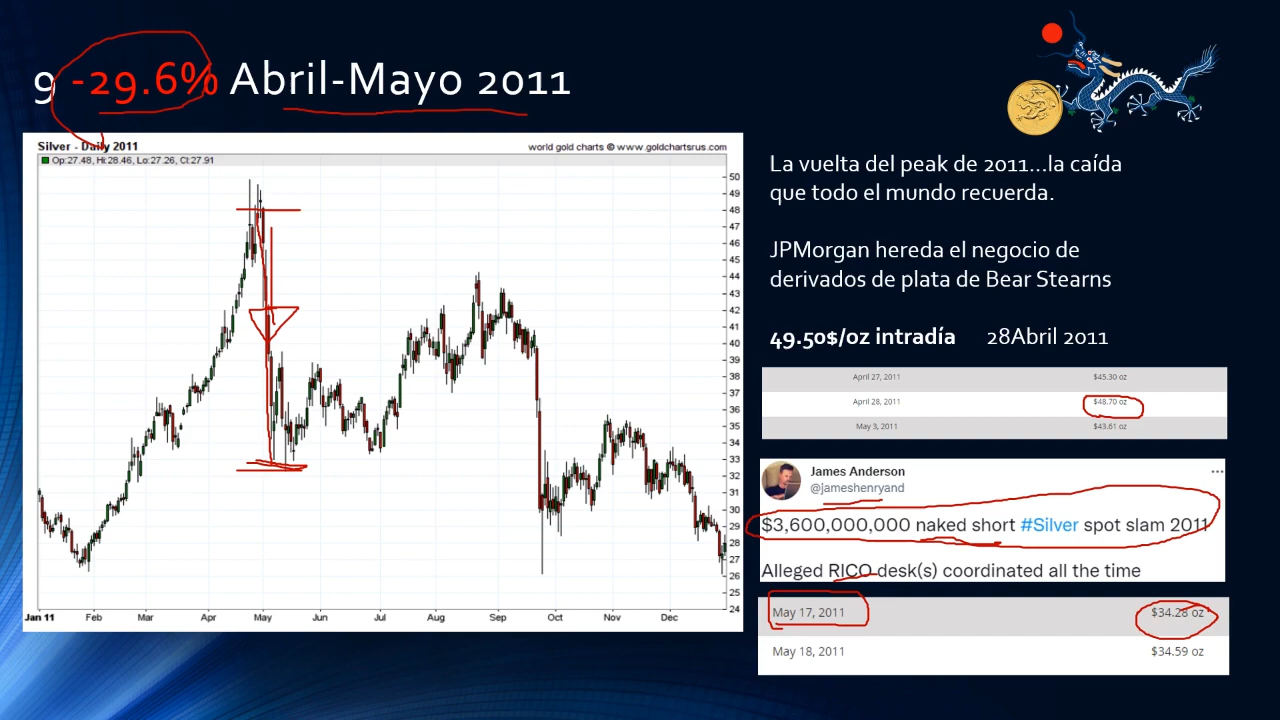 9 -29.6% Abril-Mayo 2011
Silver - Daily 2011
world gold charts © www.goldchartsrus.com
Op:27.48, Hi:28.46, Lo:27.26, Cl:27.91
50
49
48
47
46
45
44
43
42
41
40
39
38
37
36
35
34
33
32
31
30
29
28
27
26
25
24
Jan 11 Feb Mar Apr May Jun Jul Aug Sep Oct Nov Dec
La vuelta del peak de 2011...la caída
que todo el mundo recuerda.
JPMorgan hereda el negocio de
derivados de plata de Bear Stearns
49.50$/oz intradía 28Abril 2011
April 27, 2011 $45.30 oz
April 28, 2011 $48.70 oz
May 3, 2011 $43.61 oz
James Anderson
@jameshenryand
$3,600,000,000 naked short #Silver spot slam 2011
Alleged RICO desk(s) coordinated all the time
May 17, 2011 $34.28 oz
May 18, 2011 $34.59 oz